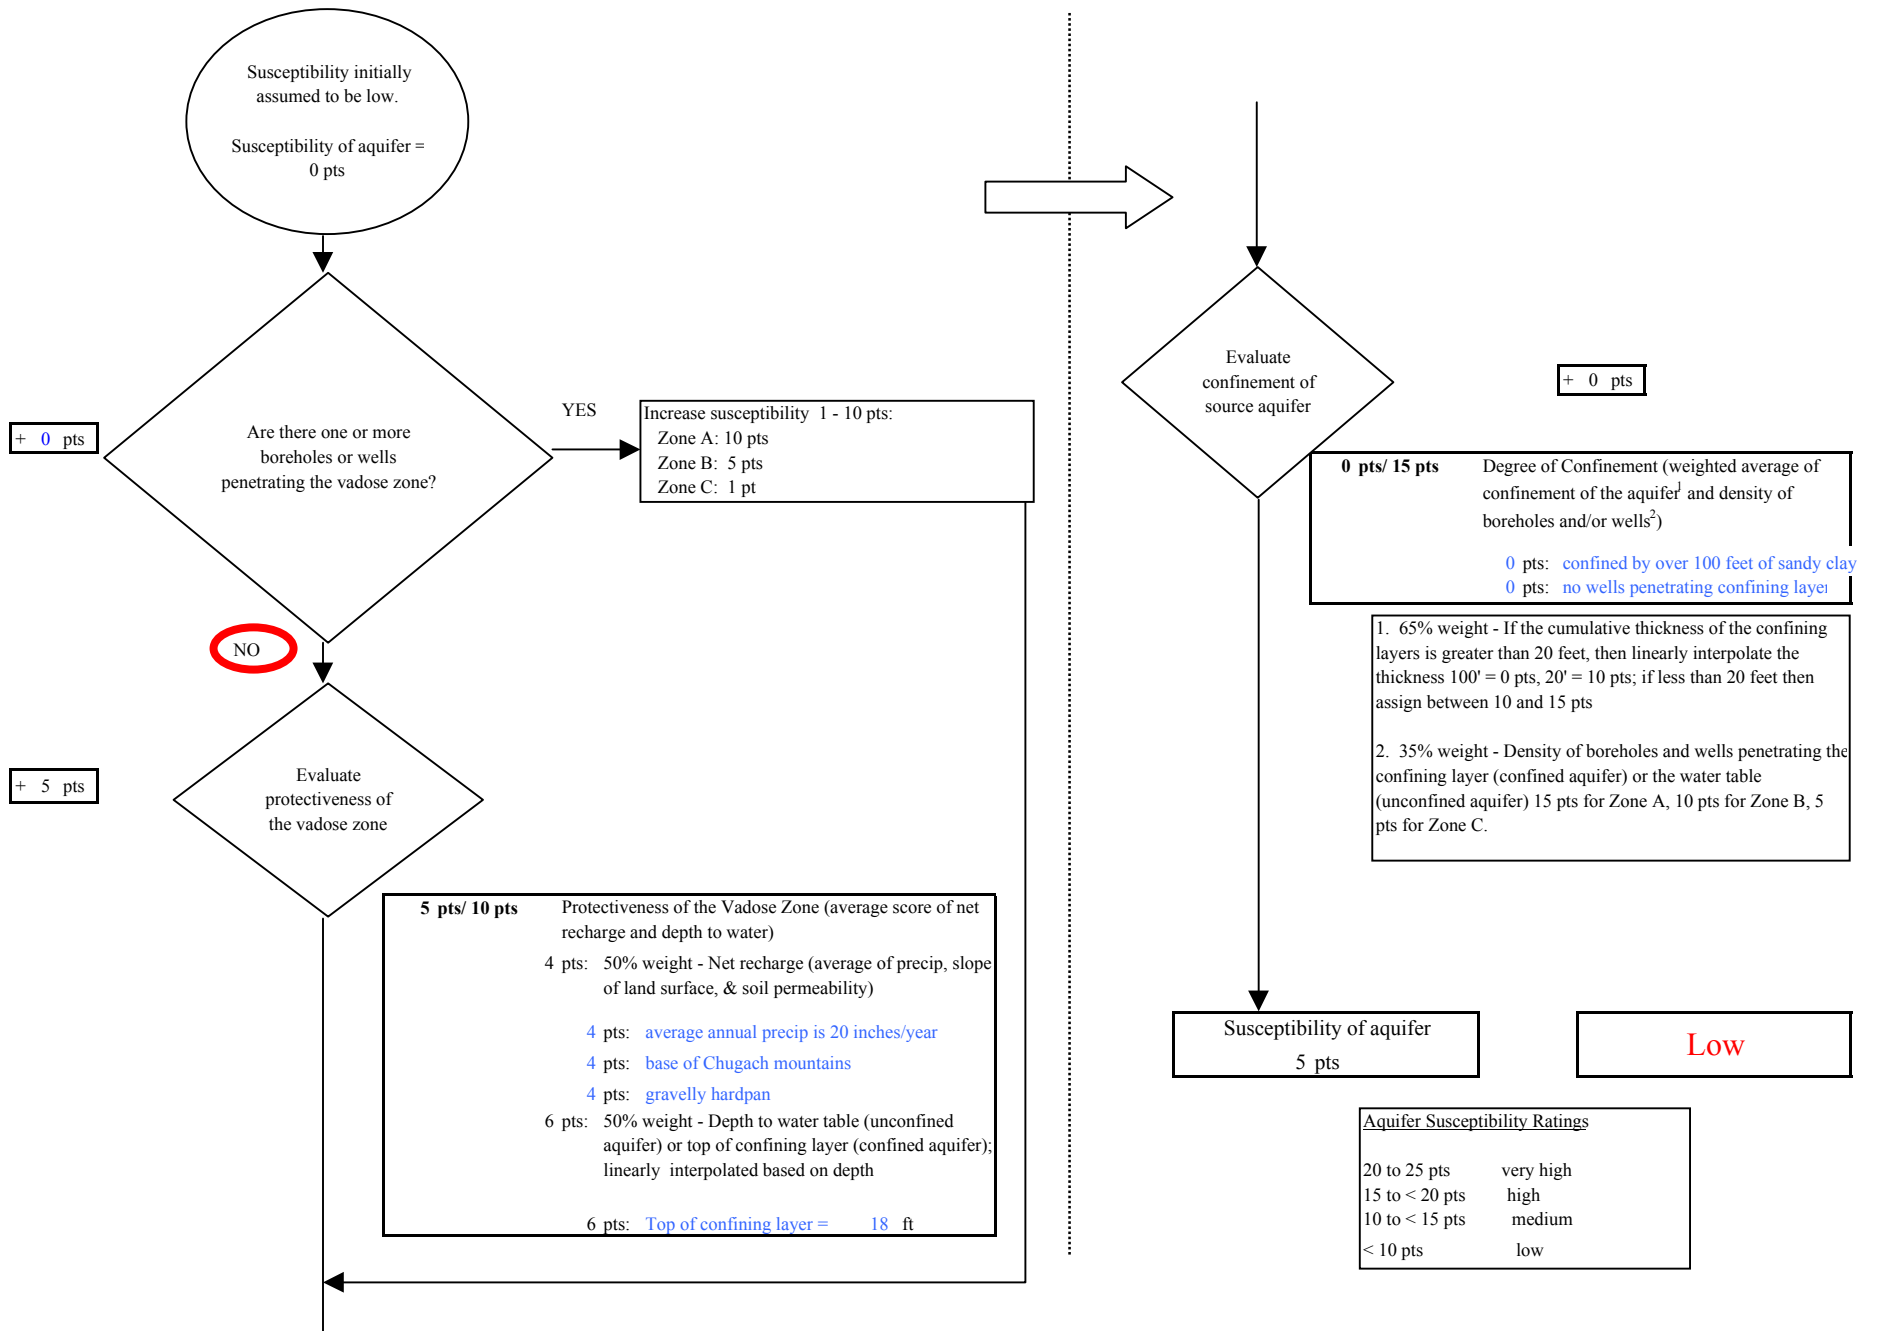 Susceptibility initially
assumed to be low.
Susceptibility of aquifer =
0 pts
+ 0 pts
Are there one or more
boreholes or wells
penetrating the vadose zone?
YES
Increase susceptibility 1 - 10 pts:
Zone A: 10 pts
Zone B: 5 pts
Zone C: 1 pt
NO
+ 5 pts
Evaluate
protectiveness of
the vadose zone
5 pts/ 10 pts Protectiveness of the Vadose Zone (average score of net
recharge and depth to water)
4 pts: 50% weight - Net recharge (average of precip, slope
of land surface, & soil permeability)
4 pts: average annual precip is 20 inches/year
4 pts: base of Chugach mountains
4 pts: gravelly hardpan
6 pts: 50% weight - Depth to water table (unconfined
aquifer) or top of confining layer (confined aquifer);
linearly interpolated based on depth
6 pts: Top of confining layer = 18 ft
Evaluate
confinement of
source aquifer
+ 0 pts
0 pts/ 15 pts Degree of Confinement (weighted average of
confinement of the aquifer1 and density of
boreholes and/or wells2)
0 pts: confined by over 100 feet of sandy clay
0 pts: no wells penetrating confining layer
1. 65% weight - If the cumulative thickness of the confining
layers is greater than 20 feet, then linearly interpolate the
thickness 100' = 0 pts, 20' = 10 pts; if less than 20 feet then
assign between 10 and 15 pts
2. 35% weight - Density of boreholes and wells penetrating the
confining layer (confined aquifer) or the water table
(unconfined aquifer) 15 pts for Zone A, 10 pts for Zone B, 5
pts for Zone C.
Susceptibility of aquifer
5 pts
Low
Aquifer Susceptibility Ratings
20 to 25 pts very high
15 to < 20 pts high
10 to < 15 pts medium
< 10 pts low